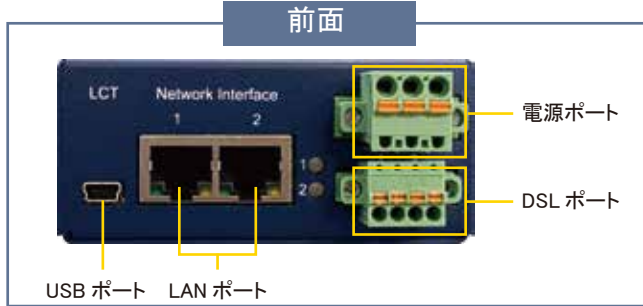 前面
LCT
Network Interface
1 2
1
2
電源ポート
DSL ポート
USB ポート LAN ポート